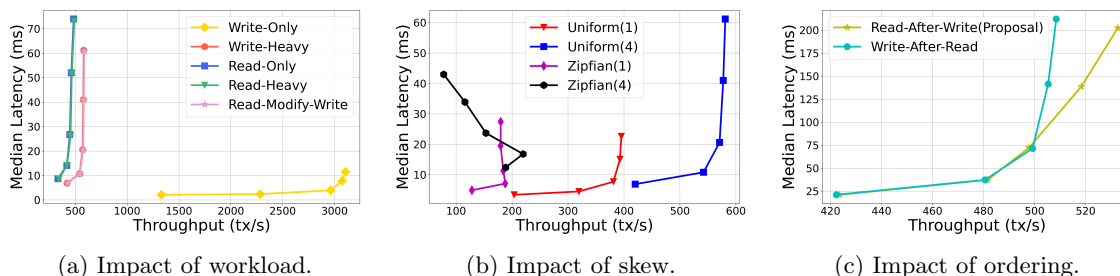 Median Latency (ms)
70
60
50
40
30
20
10
0
500
1000
1500
2000
2500
3000
Throughput (tx/s)
Write-Only
Write-Heavy
Read-Only
Read-Heavy
Read-Modify-Write
(a) Impact of workload.
Median Latency (ms)
60
50
40
30
20
10
100
200
300
400
500
600
Throughput (tx/s)
Uniform(1)
Uniform(4)
Zipfian(1)
Zipfian(4)
(b) Impact of skew.
Median Latency (ms)
200
175
150
125
100
75
50
25
420
440
460
480
500
520
Throughput (tx/s)
Read-After-Write(Proposal)
Write-After-Read
(c) Impact of ordering.